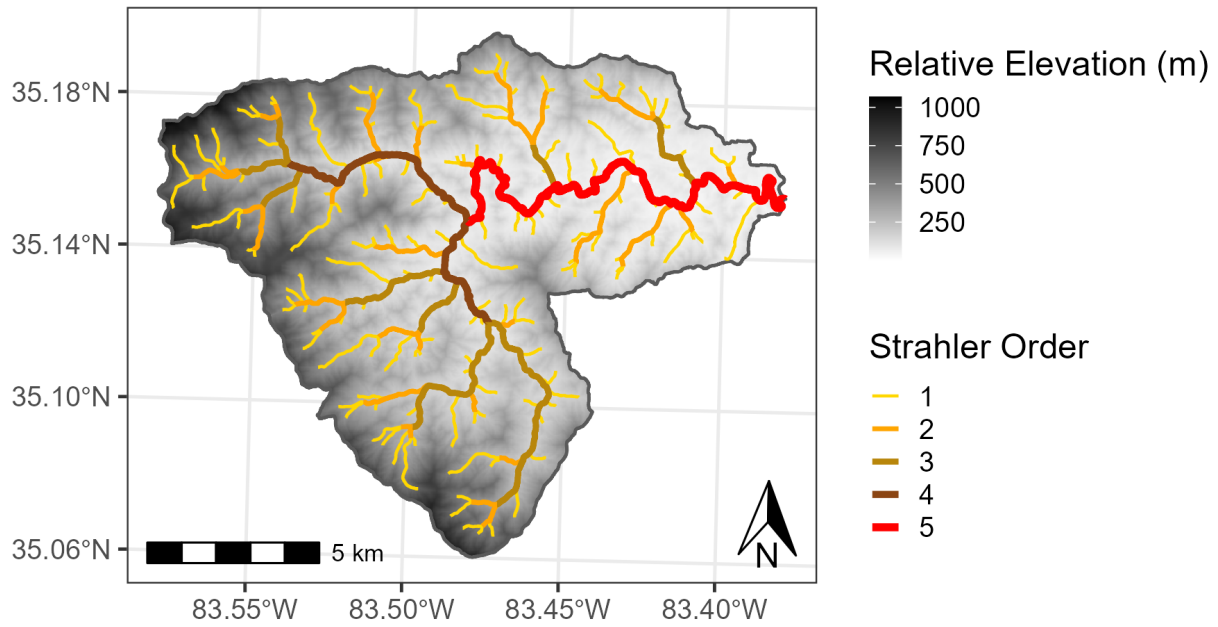 35.18°N
35.14°N
35.10°N
35.06°N
83.55°W
83.50°W
83.45°W
83.40°W
5 km
N
Relative Elevation (m)
1000
750
500
250
Strahler Order
1
2
3
4
5